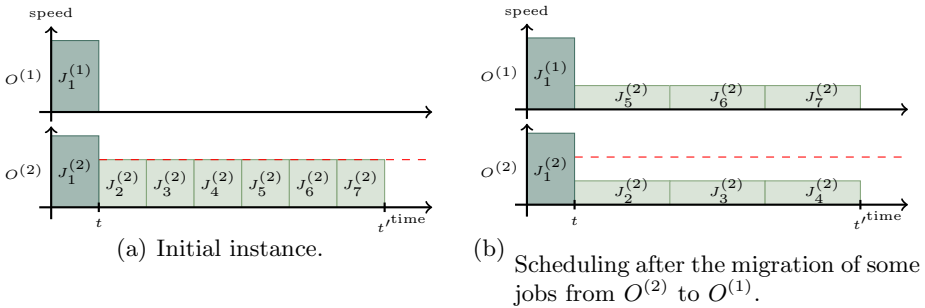 speed
O^{(1)}
J_1^{(1)}
O^{(2)}
J_1^{(2)}
J_2^{(2)} J_3^{(2)} J_4^{(2)} J_5^{(2)} J_6^{(2)} J_7^{(2)}
t t' time
(a) Initial instance.
speed
O^{(1)}
J_1^{(1)}
J_5^{(2)} J_6^{(2)} J_7^{(2)}
O^{(2)}
J_1^{(2)}
J_2^{(2)} J_3^{(2)} J_4^{(2)}
t t' time
(b)
Scheduling after the migration of some
jobs from O^{(2)} to O^{(1)}.